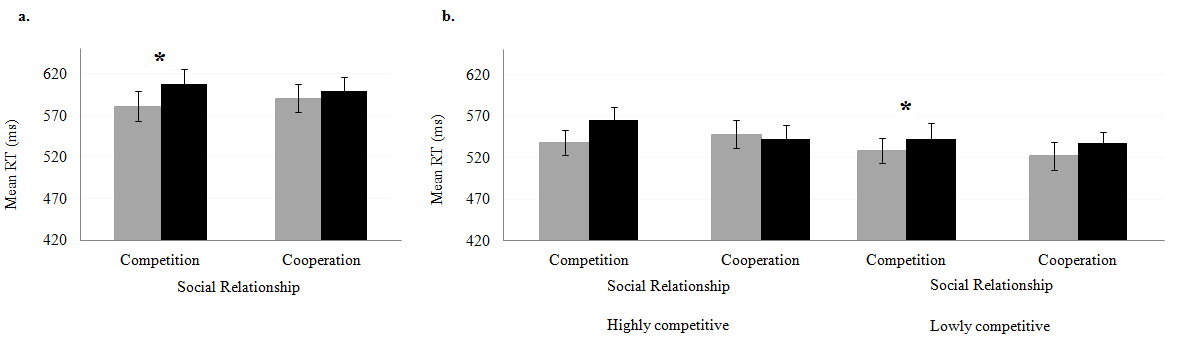 a.
Mean RT (ms)
620
570
520
470
420
*
Competition Cooperation
Social Relationship
b.
Mean RT (ms)
620
570
520
470
420
*
Competition Cooperation Competition Cooperation
Social Relationship Social Relationship
Highly competitive Lowly competitive